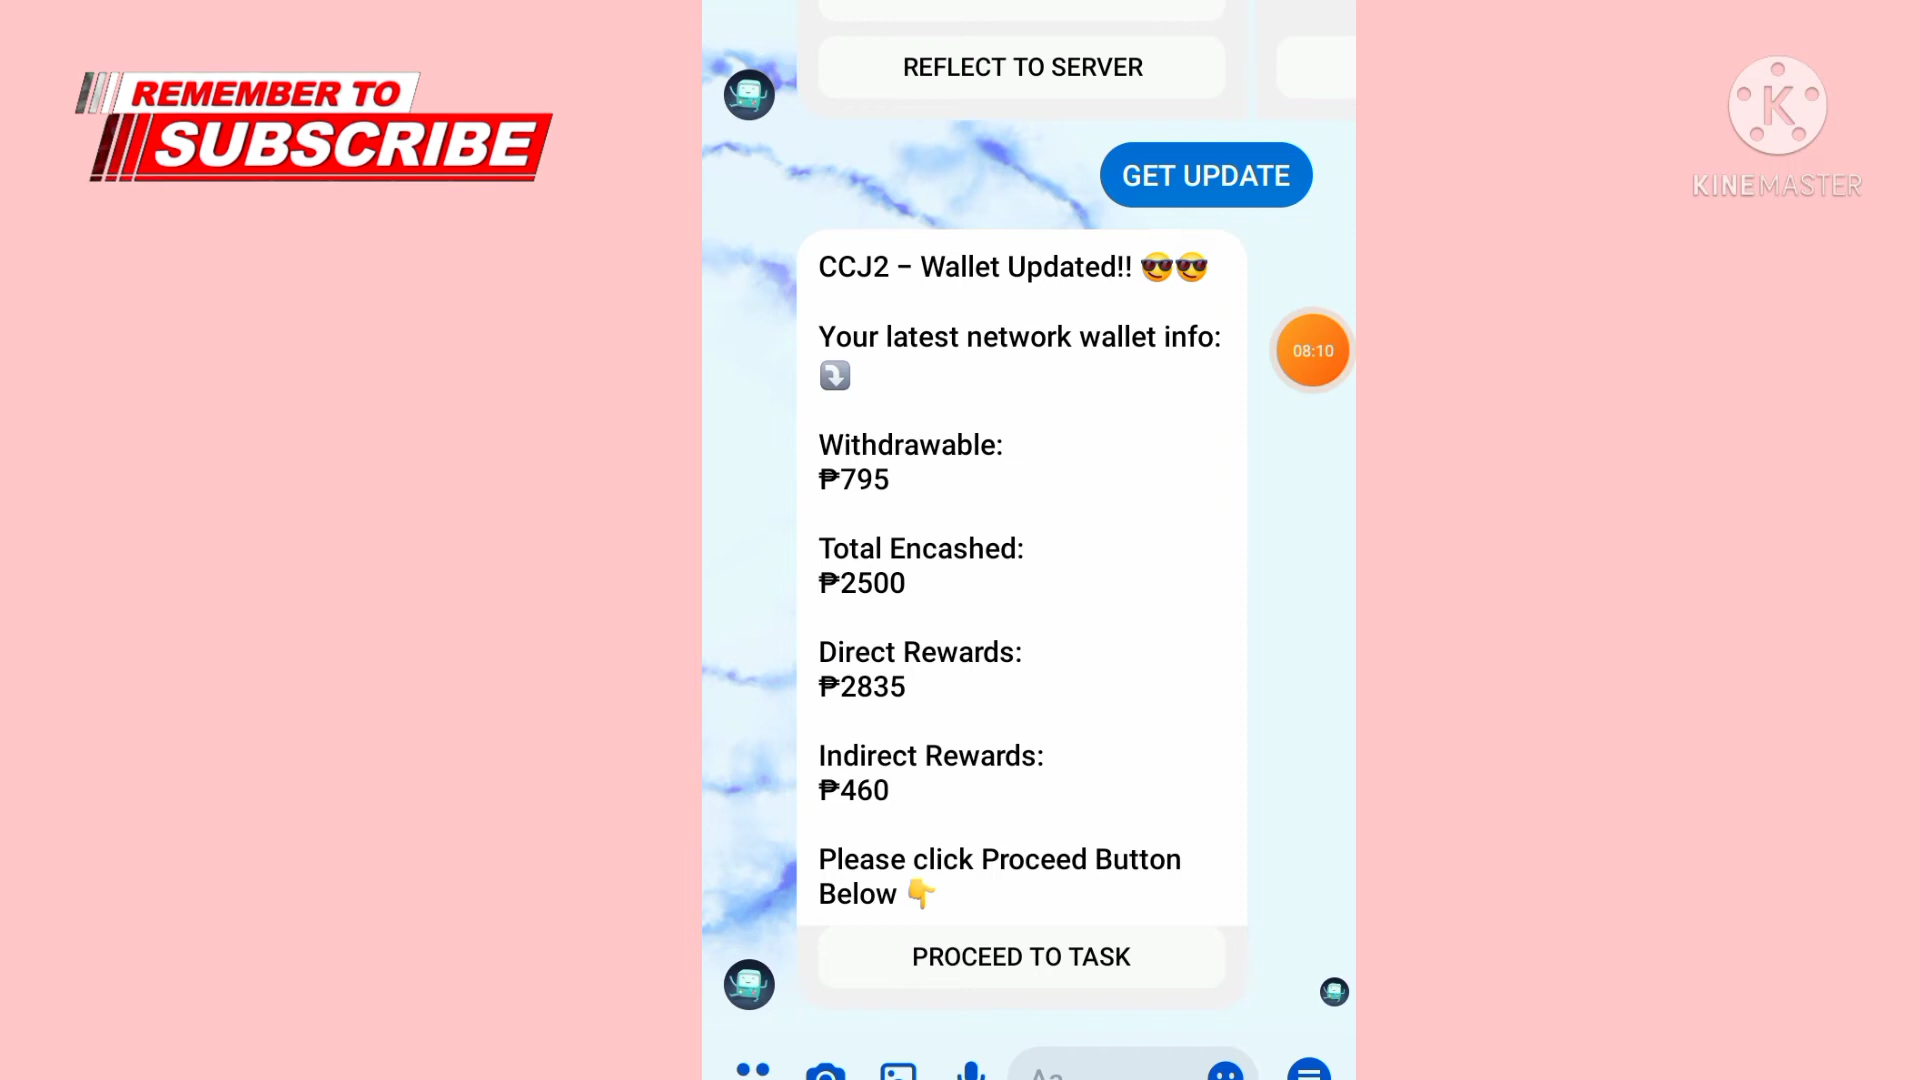 REMEMBER TO
SUBSCRIBE
KINEMASTER
REFLECT TO SERVER
GET UPDATE
CCJ2 – Wallet Updated!! 😎😎
Your latest network wallet info:
⤵️
08:10
Withdrawable:
₱795
Total Encashed:
₱2500
Direct Rewards:
₱2835
Indirect Rewards:
₱460
Please click Proceed Button
Below 👇
PROCEED TO TASK
Aa